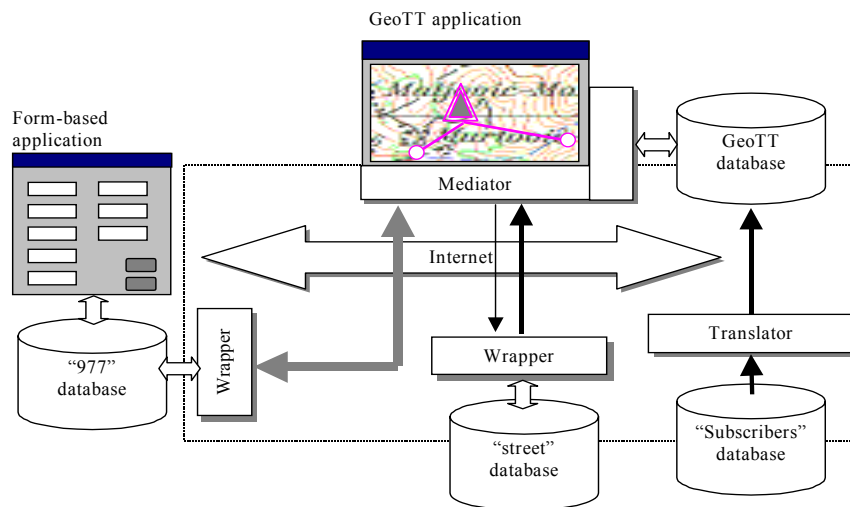 GeoTT application
Form-based
application
Mediator
GeoTT
database
Internet
Wrapper
Wrapper
Translator
“977”
database
“street”
database
“Subscribers”
database